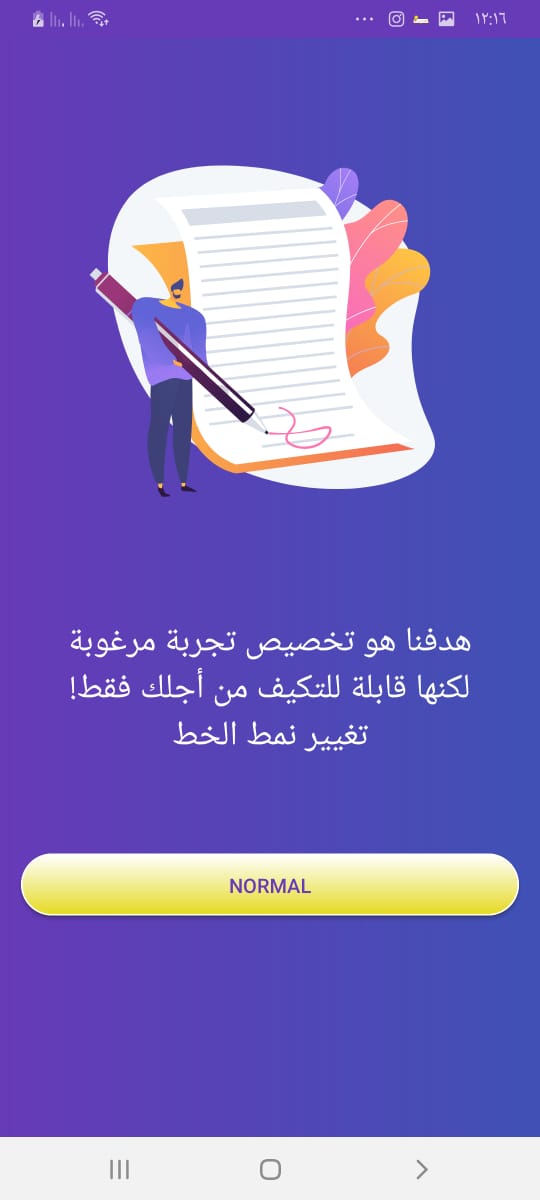 ١٢:١٦
هدفنا هو تخصيص تجربة مرغوبة
لكنها قابلة للتكيف من أجلك فقط!
تغيير نمط الخط
NORMAL